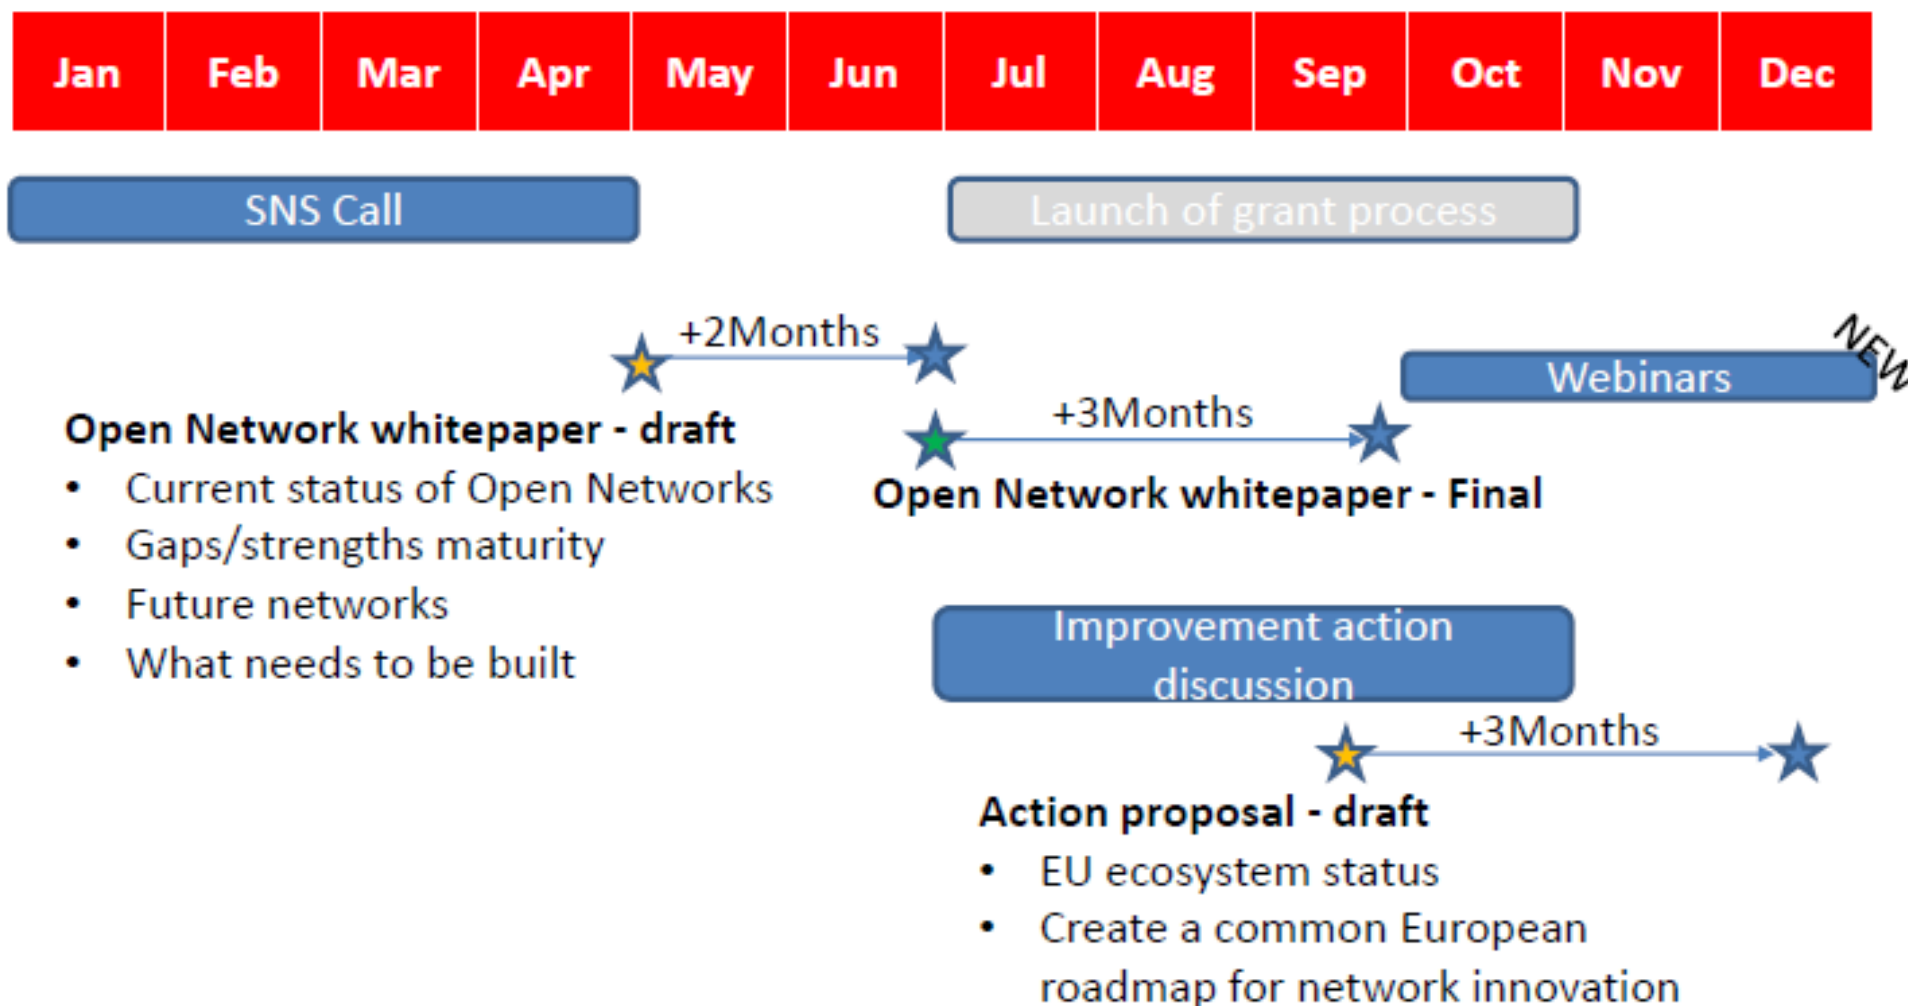 Jan Feb Mar Apr May Jun Jul Aug Sep Oct Nov Dec
SNS Call
Launch of grant process
+2Months
NEW
Webinars
+3Months
Open Network whitepaper - draft
• Current status of Open Networks
• Gaps/strengths maturity
• Future networks
• What needs to be built
Open Network whitepaper - Final
Improvement action
discussion
+3Months
Action proposal - draft
• EU ecosystem status
• Create a common European
roadmap for network innovation